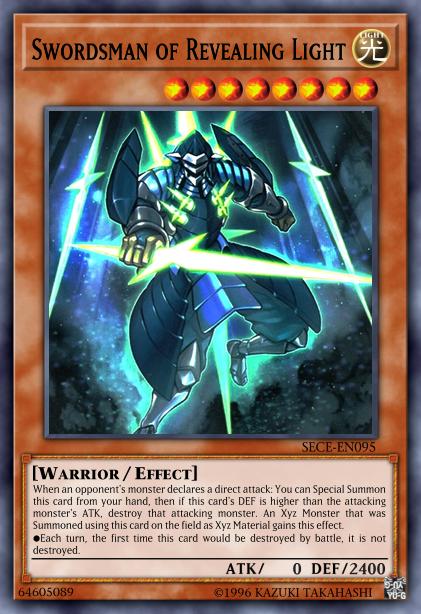 SWORDSMAN OF REVEALING LIGHT
LIGHT
光
SECE-EN095
[WARRIOR / EFFECT]
When an opponent's monster declares a direct attack: You can Special Summon
this card from your hand, then if this card's DEF is higher than the attacking
monster's ATK, destroy that attacking monster. An Xyz Monster that was
Summoned using this card on the field as Xyz Material gains this effect.
●Each turn, the first time this card would be destroyed by battle, it is not
destroyed.
ATK/ 0 DEF/2400
64605089
©1996 KAZUKI TAKAHASHI